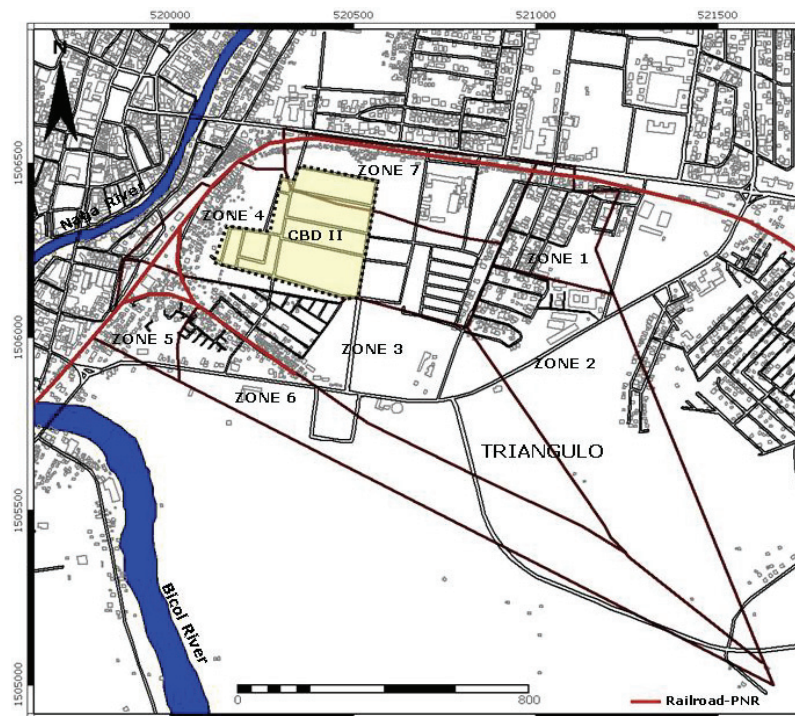 520000
520500
521000
521500
N
1506500
1506000
1505500
1505000
Naga River
ZONE 7
ZONE 4
CBD II
ZONE 1
ZONE 5
ZONE 3
ZONE 2
ZONE 6
TRIANGULO
Bicol River
0
800
Railroad-PNR